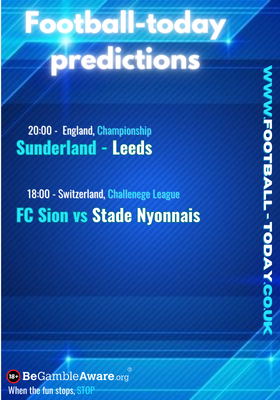 Football-today
predictions
20:00 - England, Championship
Sunderland - Leeds
18:00 - Switzerland, Challenege League
FC Sion vs Stade Nyonnais
WWW.FOOTBALL-TODAY.CO.UK
18+ BeGambleAware.org®
When the fun stops, STOP